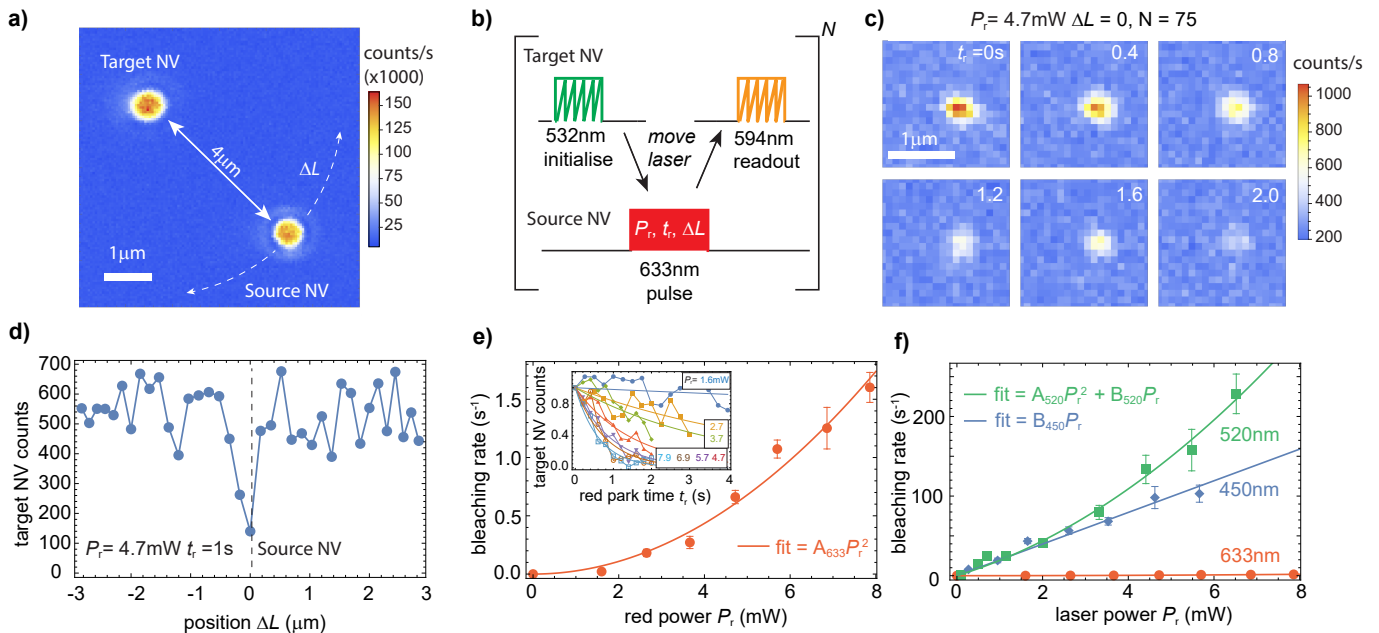 a)
Target NV
4μm
ΔL
1μm
Source NV
counts/s
(x1000)
150
125
100
75
50
25
b)
N
Target NV
532nm
initialise
move
laser
594nm
readout
Source NV
Pr, tr, ΔL
633nm
pulse
c)
Pr= 4.7mW ΔL = 0, N = 75
tr=0s
0.4
0.8
1μm
1.2
1.6
2.0
counts/s
1000
800
600
400
200
d)
target NV counts
700
600
500
400
300
200
100
0
Pr= 4.7mW tr =1s
Source NV
-3
-2
-1
0
1
2
3
position ΔL (μm)
e)
bleaching rate (s⁻¹)
1.5
1.0
0.5
0.0
target NV counts
1.2
0.8
0.4
0.0
Pr= 1.6mW
2.7
3.7
7.9 6.9 5.7 4.7
0
1
2
3
4
red park time tr (s)
fit = A₆₃₃Pr²
0
2
4
6
8
red power Pr (mW)
f)
bleaching rate (s⁻¹)
200
100
0
fit = A₅₂₀Pr² + B₅₂₀Pr
fit = B₄₅₀Pr
520nm
450nm
633nm
0
2
4
6
8
laser power Pr (mW)